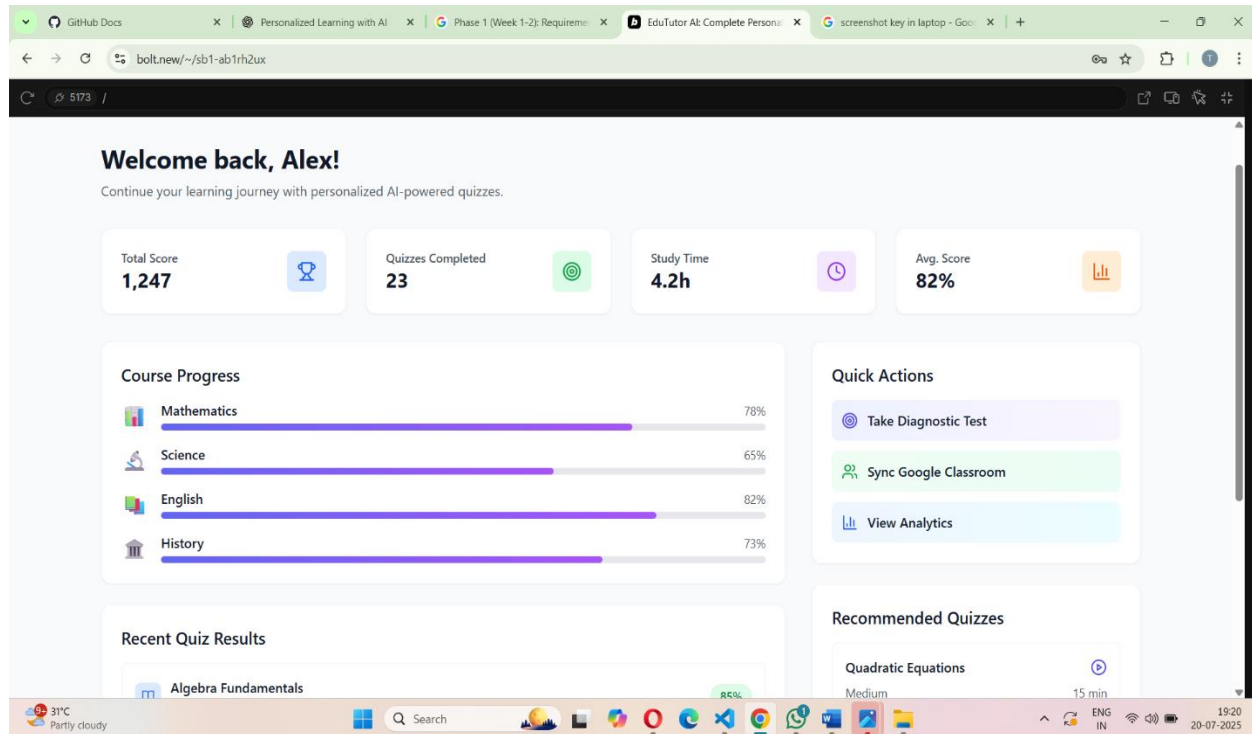 GitHub Docs
Personalized Learning with AI
Phase 1 (Week 1-2): Requireme
EduTutor AI: Complete Persona
screenshot key in laptop - Goo
bolt.new/~/sb1-ab1rh2ux
T
5173 /
Welcome back, Alex!
Continue your learning journey with personalized AI-powered quizzes.
Total Score
1,247
Quizzes Completed
23
Study Time
4.2h
Avg. Score
82%
Course Progress
Mathematics 78%
Science 65%
English 82%
History 73%
Quick Actions
Take Diagnostic Test
Sync Google Classroom
View Analytics
Recent Quiz Results
Algebra Fundamentals
85%
Recommended Quizzes
Quadratic Equations
Medium 15 min
9+
31°C
Partly cloudy
Search
ENG
IN
19:20
20-07-2025